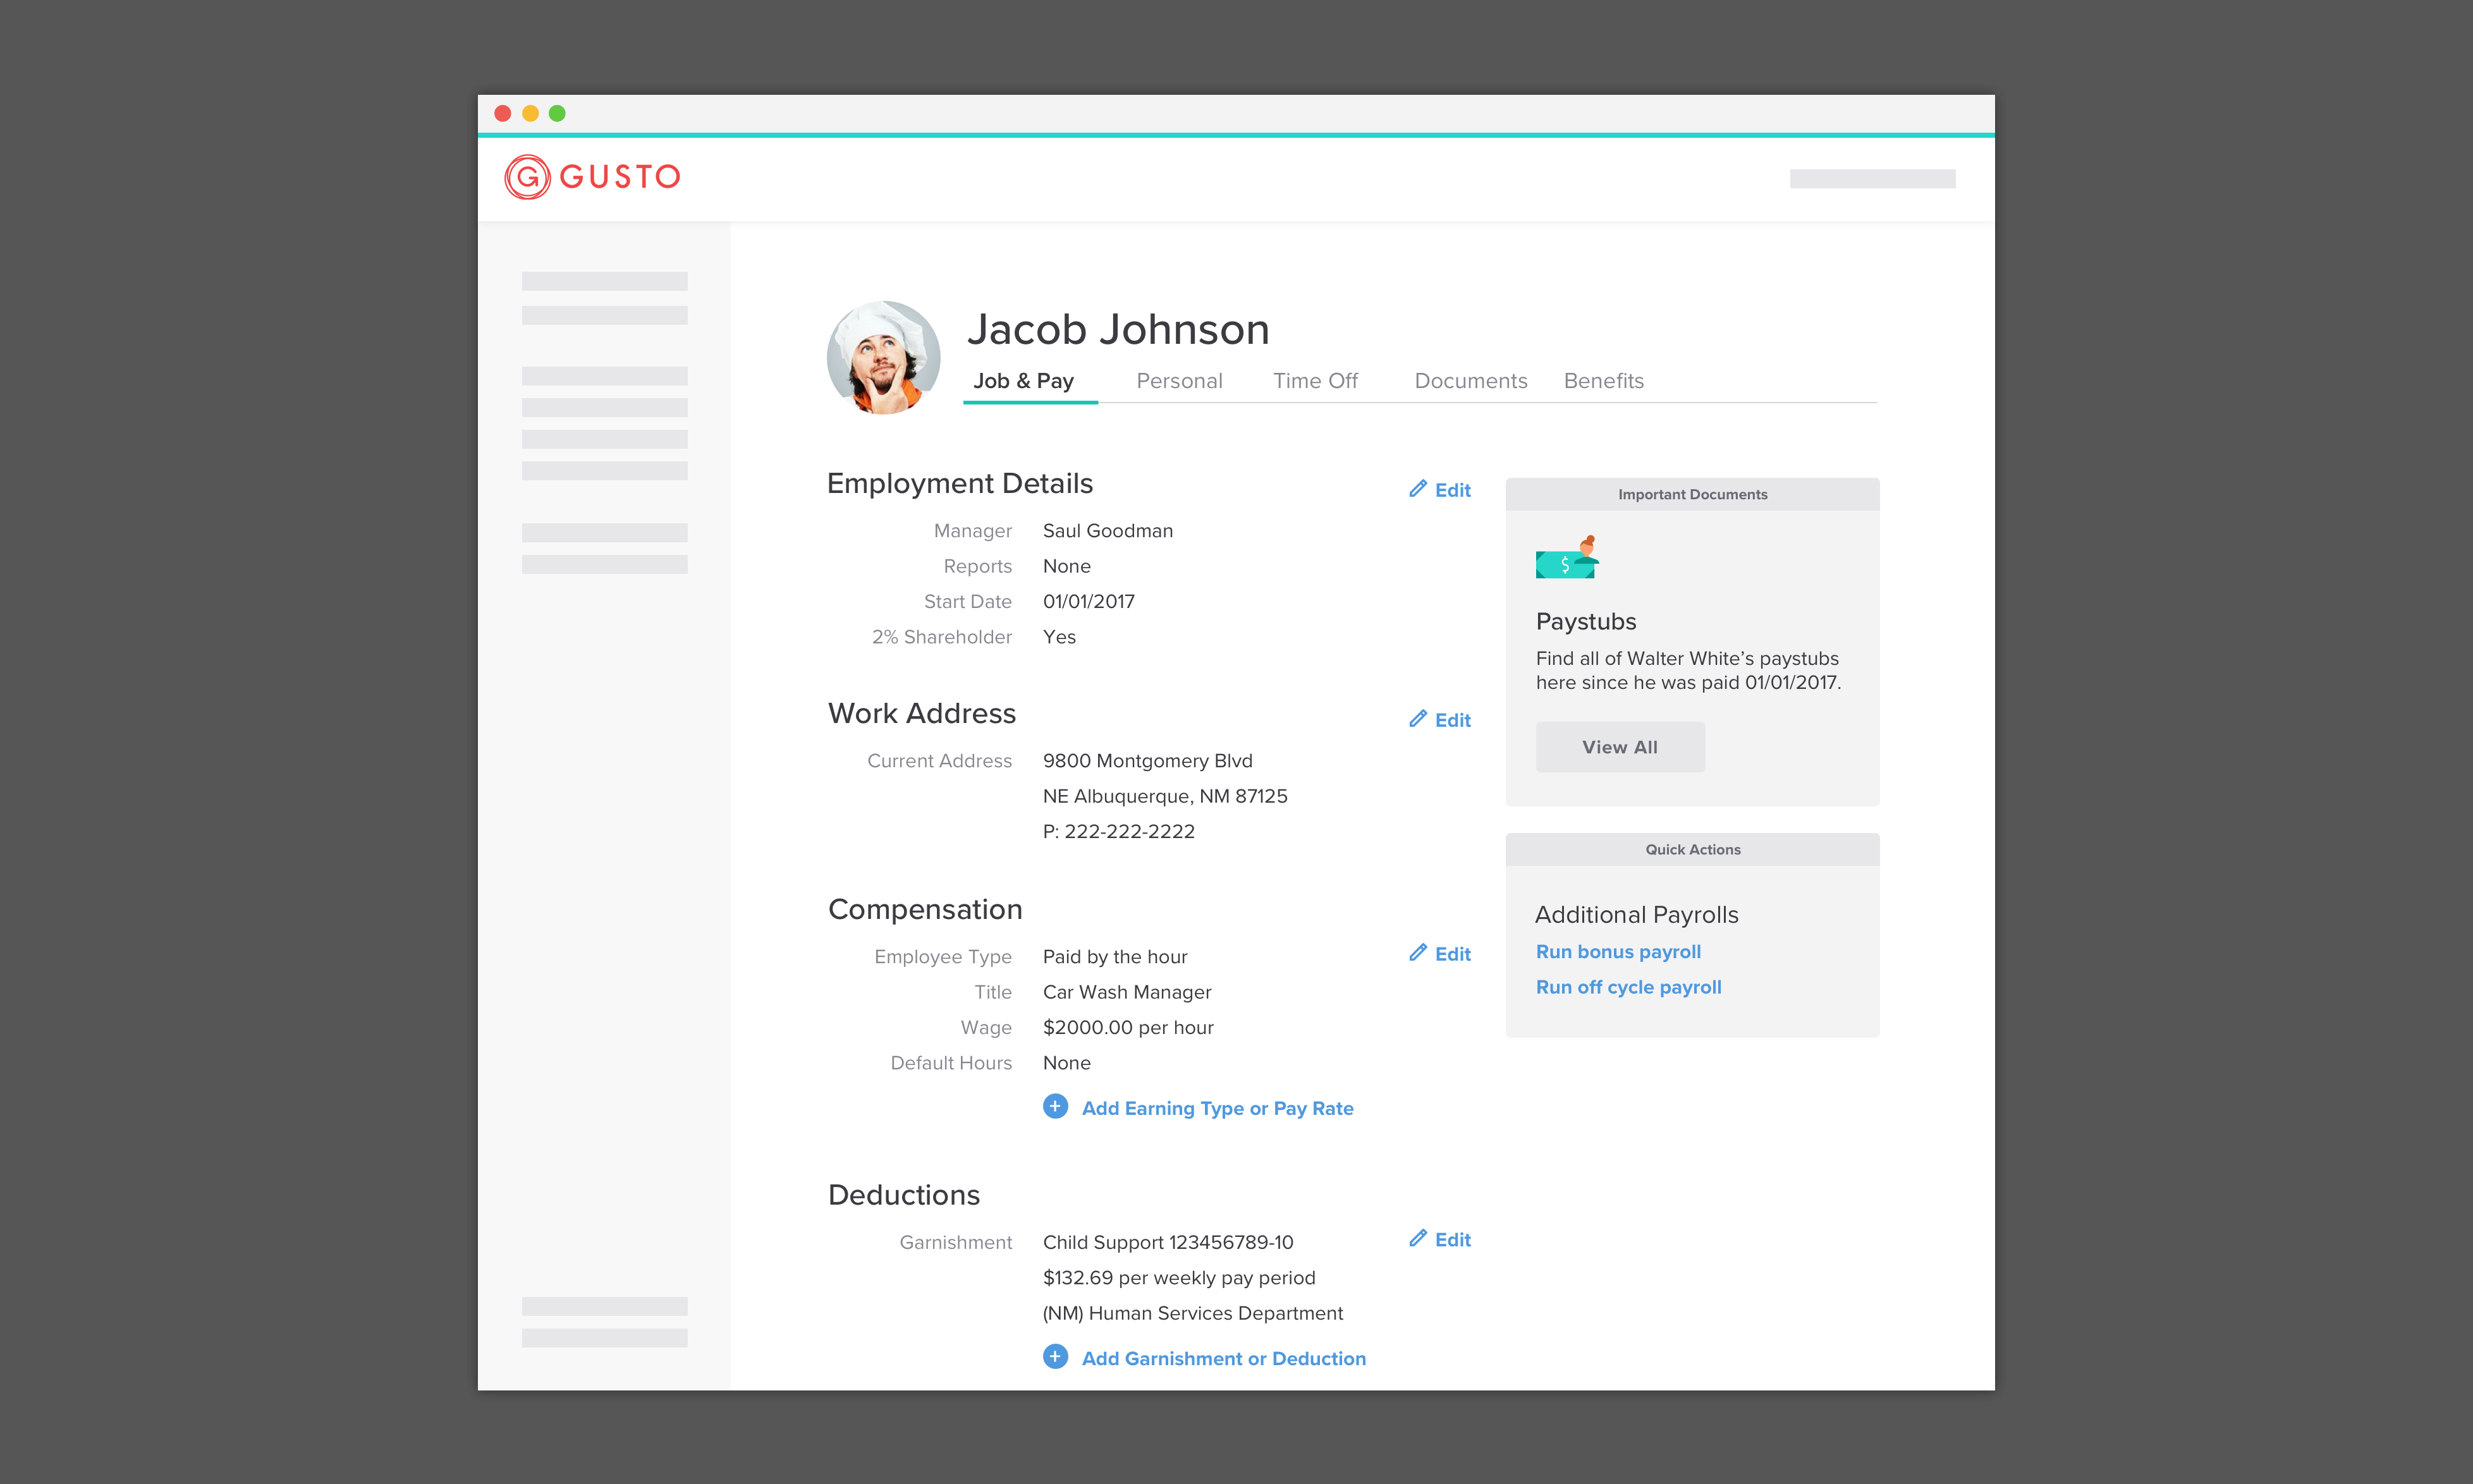 G GUSTO
Jacob Johnson
Job & Pay
Personal
Time Off
Documents
Benefits
Employment Details
Edit
Manager Saul Goodman
Reports None
Start Date 01/01/2017
2% Shareholder Yes
Work Address
Edit
Current Address 9800 Montgomery Blvd
NE Albuquerque, NM 87125
P: 222-222-2222
Compensation
Edit
Employee Type Paid by the hour
Title Car Wash Manager
Wage $2000.00 per hour
Default Hours None
+ Add Earning Type or Pay Rate
Deductions
Edit
Garnishment Child Support 123456789-10
$132.69 per weekly pay period
(NM) Human Services Department
+ Add Garnishment or Deduction
Important Documents
$
Paystubs
Find all of Walter White’s paystubs
here since he was paid 01/01/2017.
View All
Quick Actions
Additional Payrolls
Run bonus payroll
Run off cycle payroll